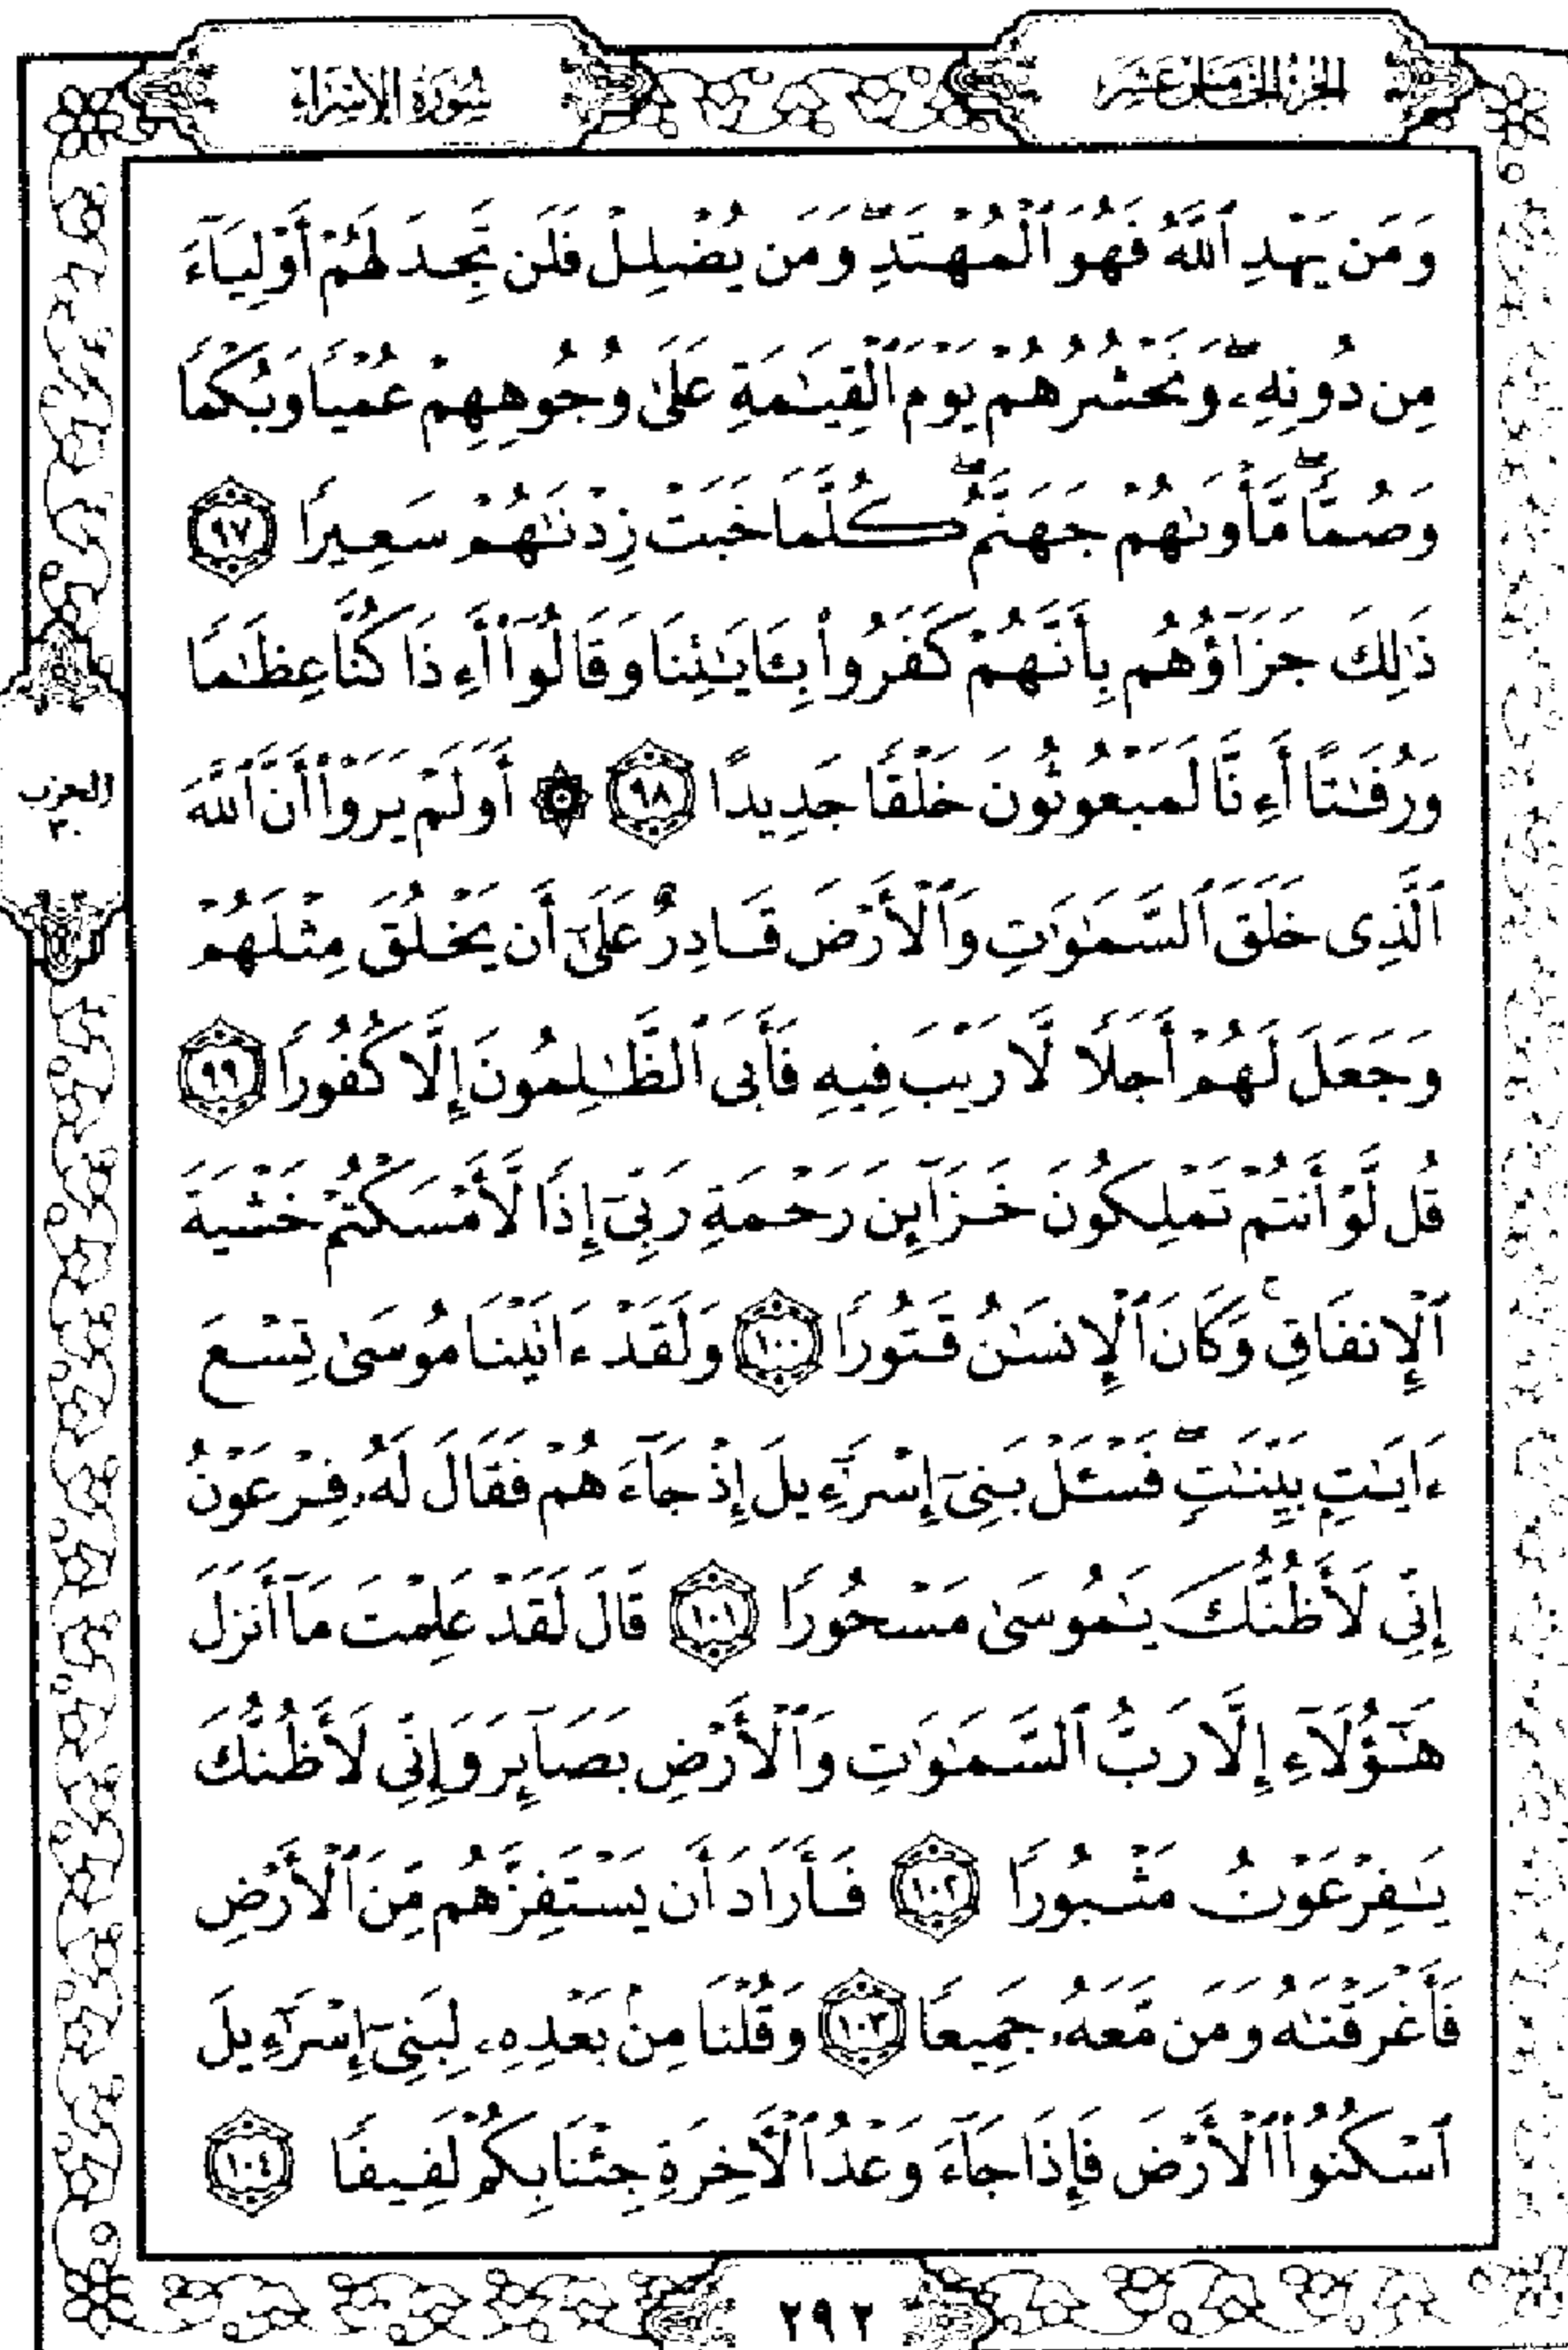 الجزء الخامس عشر
سورة الإسراء
وَمَن يَهْدِ ٱللَّهُ فَهُوَ ٱلْمُهْتَدِ ۖ وَمَن يُضْلِلْ فَلَن تَجِدَ لَهُمْ أَوْلِيَآءَ
مِن دُونِهِۦ ۖ وَنَحْشُرُهُمْ يَوْمَ ٱلْقِيَٰمَةِ عَلَىٰ وُجُوهِهِمْ عُمْيًا وَبُكْمًا
وَصُمًّا ۖ مَّأْوَىٰهُمْ جَهَنَّمُ ۖ كُلَّمَا خَبَتْ زِدْنَٰهُمْ سَعِيرًا ٩٧
ذَٰلِكَ جَزَآؤُهُم بِأَنَّهُمْ كَفَرُوا۟ بِـَٔايَٰتِنَا وَقَالُوٓا۟ أَءِذَا كُنَّا عِظَٰمًا
وَرُفَٰتًا أَءِنَّا لَمَبْعُوثُونَ خَلْقًا جَدِيدًا ٩٨ ۞ أَوَلَمْ يَرَوْا۟ أَنَّ ٱللَّهَ
ٱلَّذِى خَلَقَ ٱلسَّمَٰوَٰتِ وَٱلْأَرْضَ قَادِرٌ عَلَىٰٓ أَن يَخْلُقَ مِثْلَهُمْ
وَجَعَلَ لَهُمْ أَجَلًا لَّا رَيْبَ فِيهِ فَأَبَى ٱلظَّٰلِمُونَ إِلَّا كُفُورًا ٩٩
قُل لَّوْ أَنتُمْ تَمْلِكُونَ خَزَآئِنَ رَحْمَةِ رَبِّىٓ إِذًا لَّأَمْسَكْتُمْ خَشْيَةَ
ٱلْإِنفَاقِ ۚ وَكَانَ ٱلْإِنسَٰنُ قَتُورًا ١٠٠ وَلَقَدْ ءَاتَيْنَا مُوسَىٰ تِسْعَ
ءَايَٰتٍۭ بَيِّنَٰتٍ ۖ فَسْـَٔلْ بَنِىٓ إِسْرَٰٓءِيلَ إِذْ جَآءَهُمْ فَقَالَ لَهُۥ فِرْعَوْنُ
إِنِّى لَأَظُنُّكَ يَٰمُوسَىٰ مَسْحُورًا ١٠١ قَالَ لَقَدْ عَلِمْتَ مَآ أَنزَلَ
هَٰٓؤُلَآءِ إِلَّا رَبُّ ٱلسَّمَٰوَٰتِ وَٱلْأَرْضِ بَصَآئِرَ وَإِنِّى لَأَظُنُّكَ
يَٰفِرْعَوْنُ مَثْبُورًا ١٠٢ فَأَرَادَ أَن يَسْتَفِزَّهُم مِّنَ ٱلْأَرْضِ
فَأَغْرَقْنَٰهُ وَمَن مَّعَهُۥ جَمِيعًا ١٠٣ وَقُلْنَا مِنۢ بَعْدِهِۦ لِبَنِىٓ إِسْرَٰٓءِيلَ
ٱسْكُنُوا۟ ٱلْأَرْضَ فَإِذَا جَآءَ وَعْدُ ٱلْـَٔاخِرَةِ جِئْنَا بِكُمْ لَفِيفًا ١٠٤
الحزب
٣٠
٢٩٢